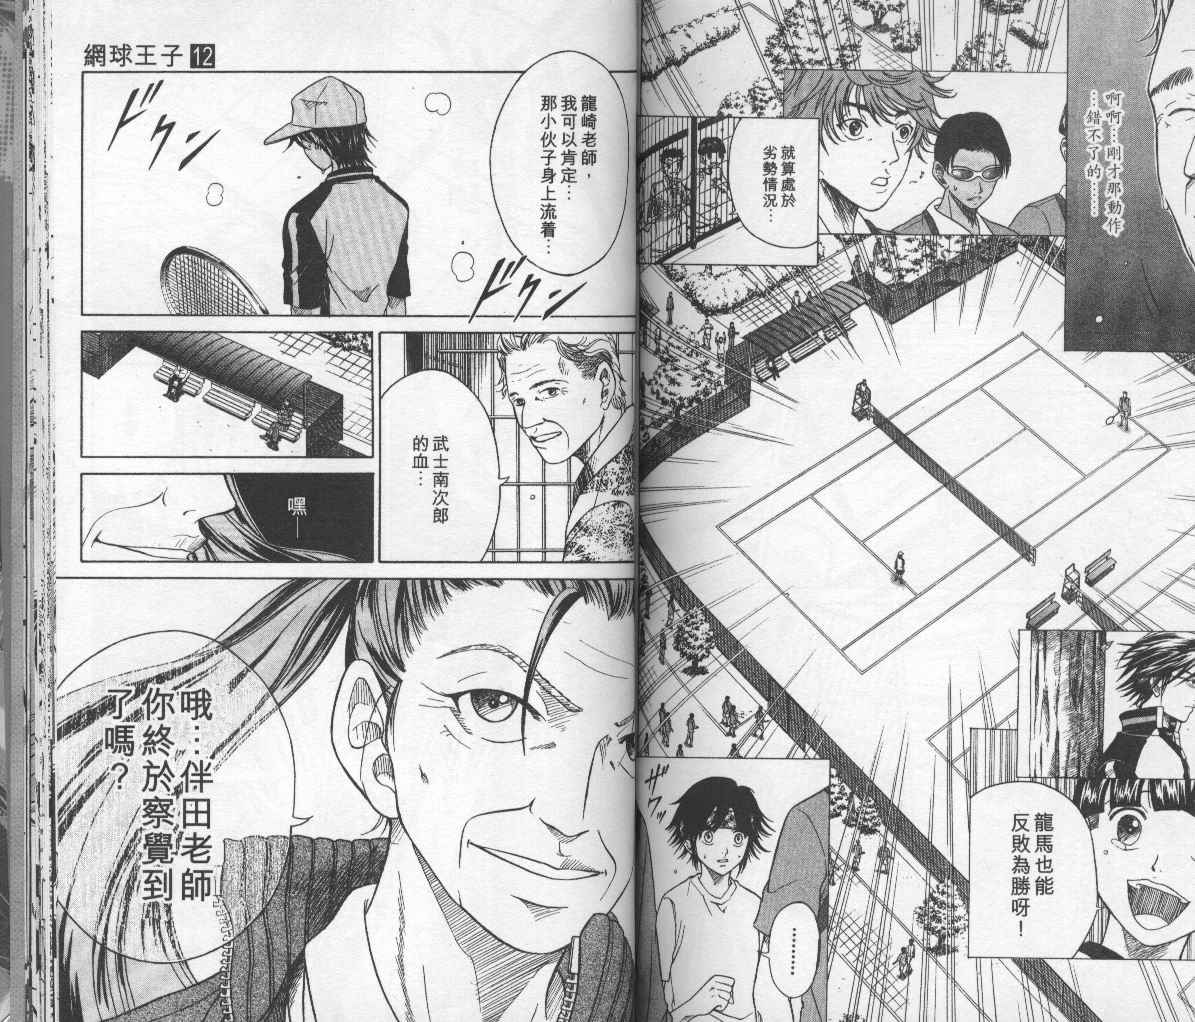 啊啊…剛才那動作
…錯不了的……
就算處於
劣勢情況…
龍馬也能
反敗為勝呀！
ザワッ
………
網球王子 12
龍崎老師，
我可以肯定…
那小伙子身上流着…
ドクン
ドクン
武士南次郎
的血…
嘿
哦…伴田老師
你終於察覺到
了嗎？